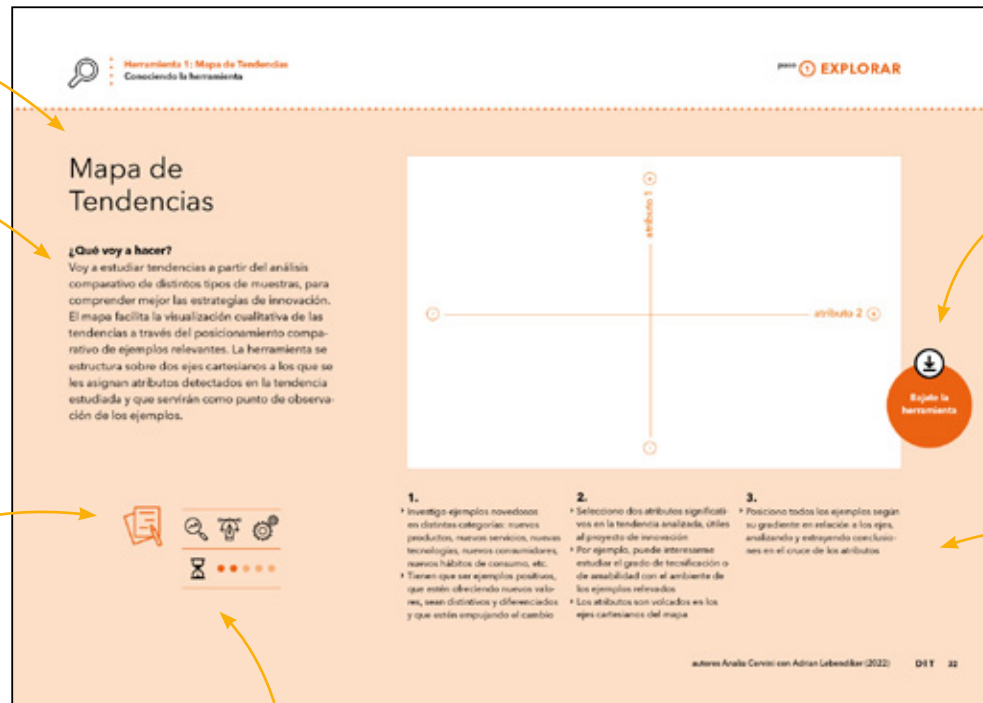 Herramienta 1: Mapa de Tendencias
Conociendo la herramienta
paso 1 EXPLORAR
Mapa de
Tendencias
¿Qué voy a hacer?
Voy a estudiar tendencias a partir del análisis
comparativo de distintos tipos de muestras, para
comprender mejor las estrategias de innovación.
El mapa facilita la visualización cualitativa de las
tendencias a través del posicionamiento compa-
rativo de ejemplos relevantes. La herramienta se
estructura sobre dos ejes cartesianos a los que se
les asignan atributos detectados en la tendencia
estudiada y que servirán como punto de observa-
ción de los ejemplos.
atributo 1 +
- atributo 2 +
-
Bajate la
herramienta
1.
Investigo ejemplos novedosos
en distintas categorías: nuevos
productos, nuevos servicios, nuevas
tecnologías, nuevos consumidores,
nuevos hábitos de consumo, etc.
Tienen que ser ejemplos positivos,
que estén ofreciendo nuevos valo-
res, sean distintivos y diferenciados
y que estén empujando el cambio
2.
Selecciono dos atributos significati-
vos en la tendencia analizada, útiles
al proyecto de innovación
Por ejemplo, puede interesarme
estudiar el grado de tecnificación o
de amabilidad con el ambiente de
los ejemplos relevados
Los atributos son volcados en los
ejes cartesianos del mapa
3.
Posiciono todos los ejemplos según
su gradiente en relación a los ejes,
analizando y extrayendo conclusio-
nes en el cruce de los atributos
autores Analía Cervini con Adrian Lebendiker (2022) DIT 22